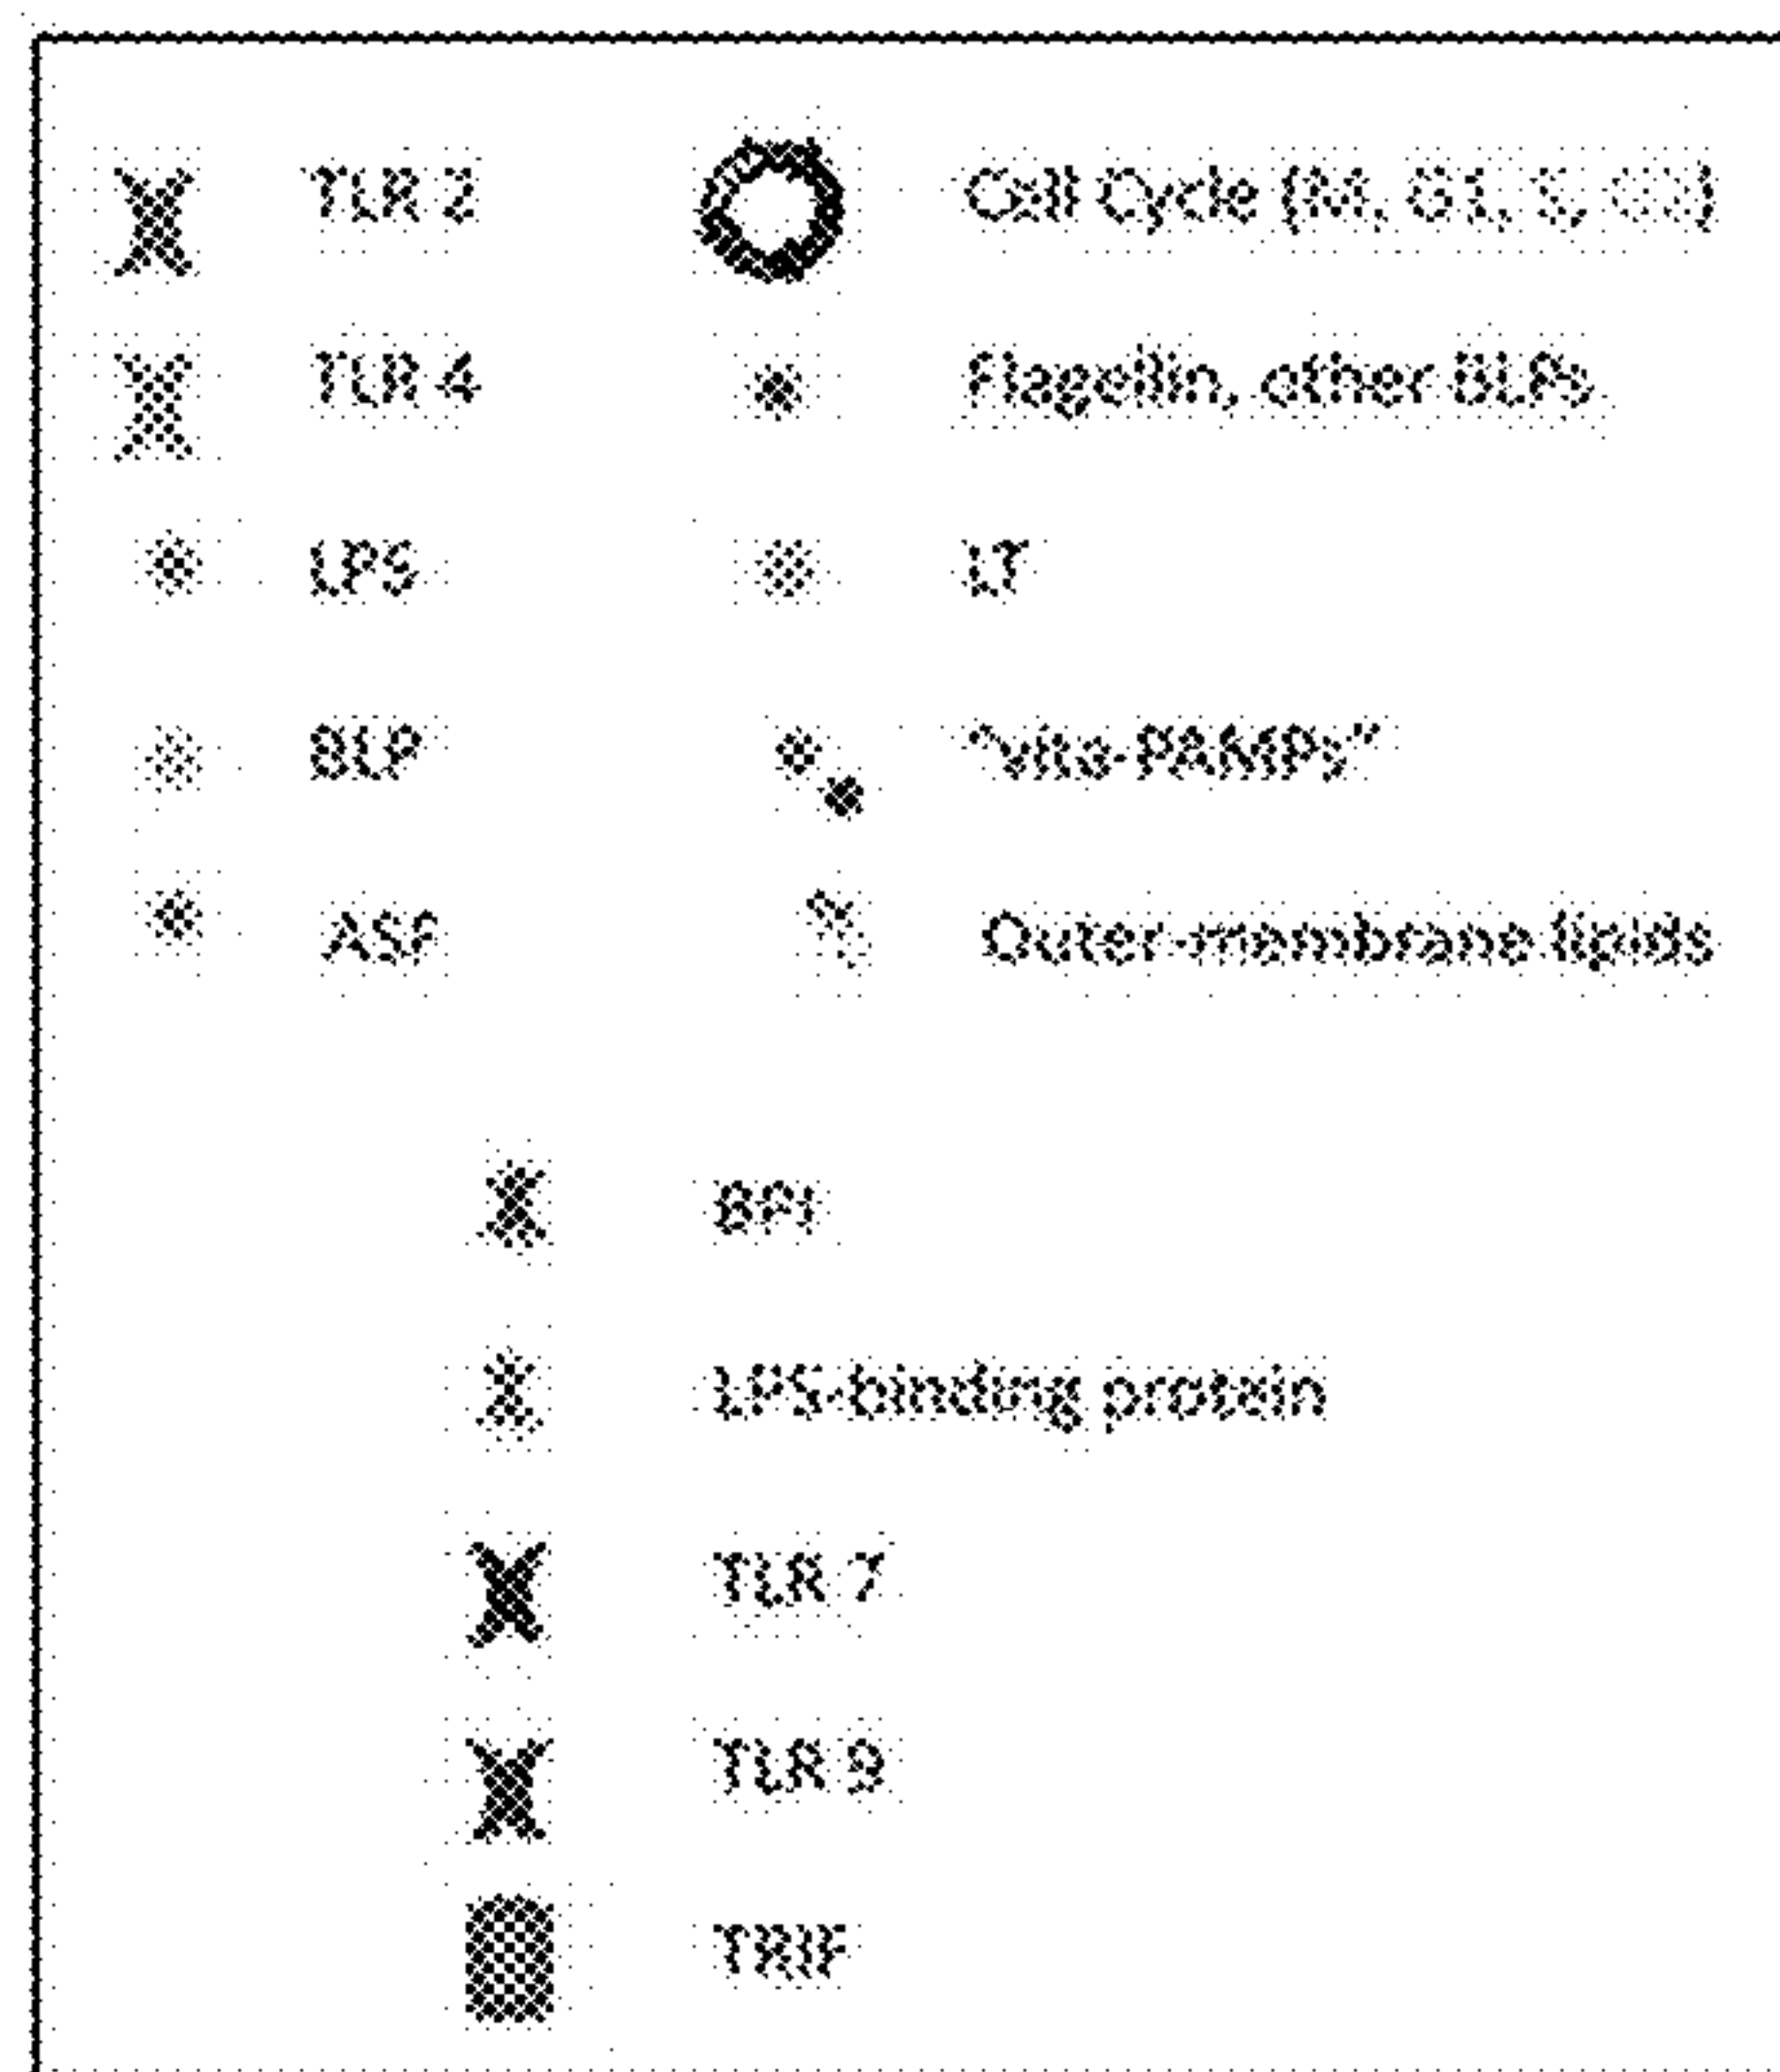 TLR 2
Cell Cycle (M, G1, S, G2)
TLR 4
Flagellin, other BLPs
LPS
LT
BLP
"vita-PAMPs"
ASP
Outer-membrane lipids
BPI
LPS-binding protein
TLR 7
TLR 9
TRIF